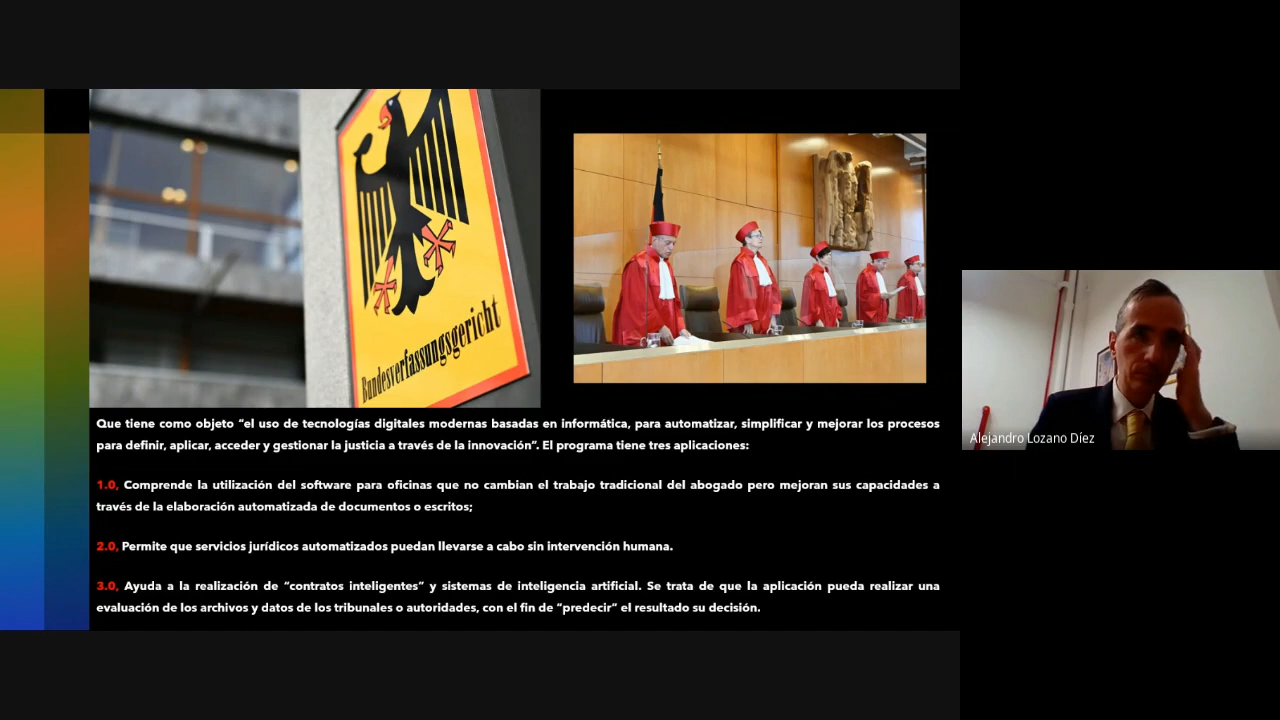 Bundesverfassungsgericht
Que tiene como objeto “el uso de tecnologías digitales modernas basadas en informática, para automatizar, simplificar y mejorar los procesos
para definir, aplicar, acceder y gestionar la justicia a través de la innovación”. El programa tiene tres aplicaciones:
1.0, Comprende la utilización del software para oficinas que no cambian el trabajo tradicional del abogado pero mejoran sus capacidades a
través de la elaboración automatizada de documentos o escritos;
2.0, Permite que servicios jurídicos automatizados puedan llevarse a cabo sin intervención humana.
3.0, Ayuda a la realización de “contratos inteligentes” y sistemas de inteligencia artificial. Se trata de que la aplicación pueda realizar una
evaluación de los archivos y datos de los tribunales o autoridades, con el fin de “predecir” el resultado su decisión.
Alejandro Lozano Díez